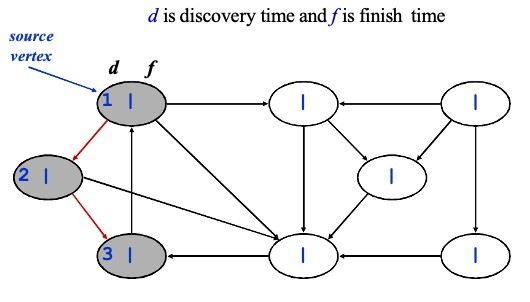 d is discovery time and f is finish time
source
vertex
d f
1 |
|
|
2 |
|
3 |
|
|